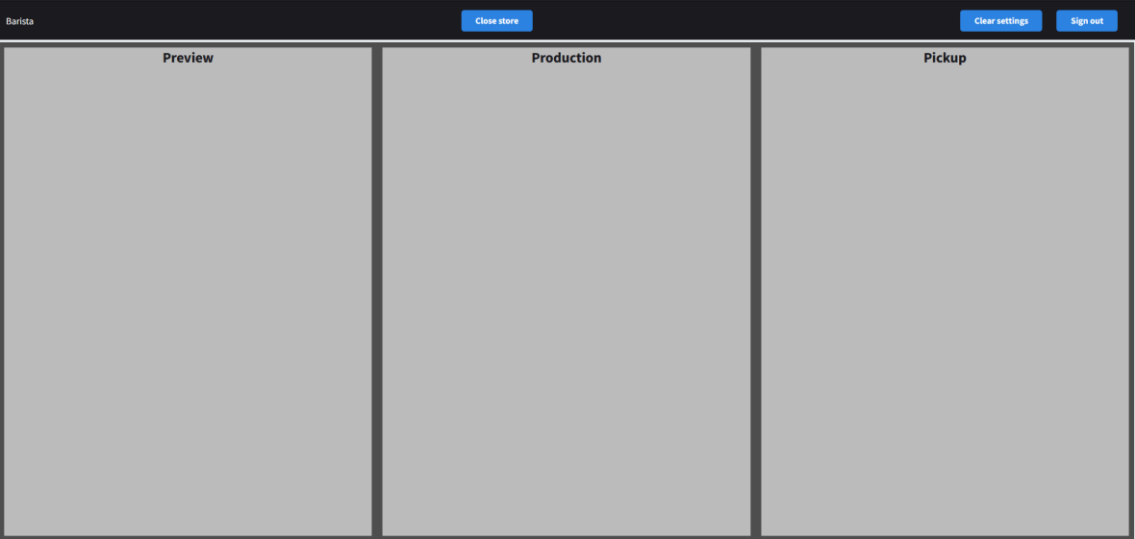 Barista
Close store
Clear settings
Sign out
Preview
Production
Pickup